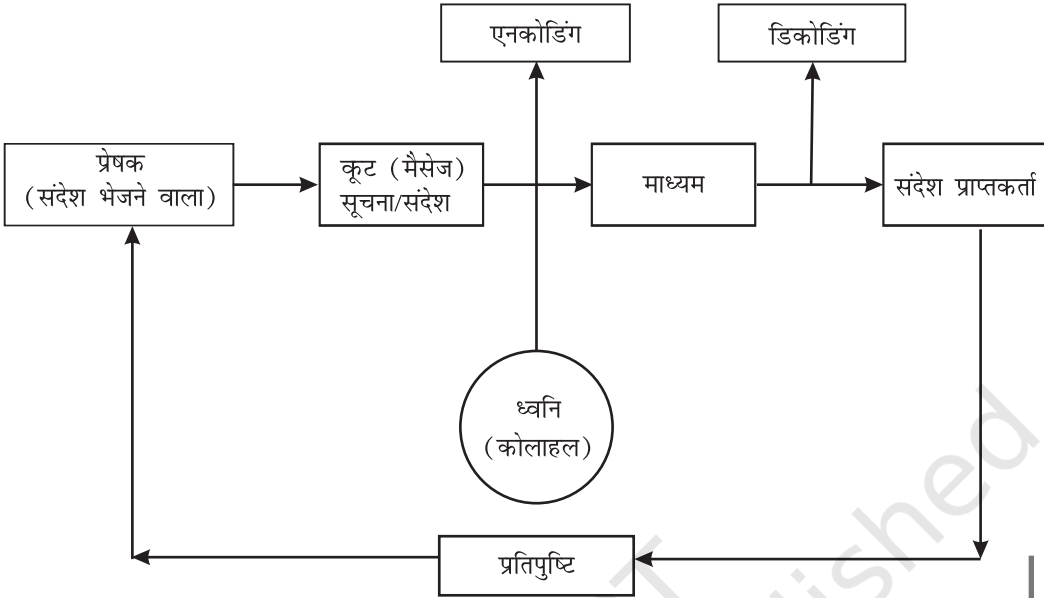 एनकोडिंग
डिकोडिंग
प्रेषक
(संदेश भेजने वाला)
कूट (मैसेज)
सूचना/संदेश
माध्यम
संदेश प्राप्तकर्ता
ध्वनि
(कोलाहल)
प्रतिपुष्टि